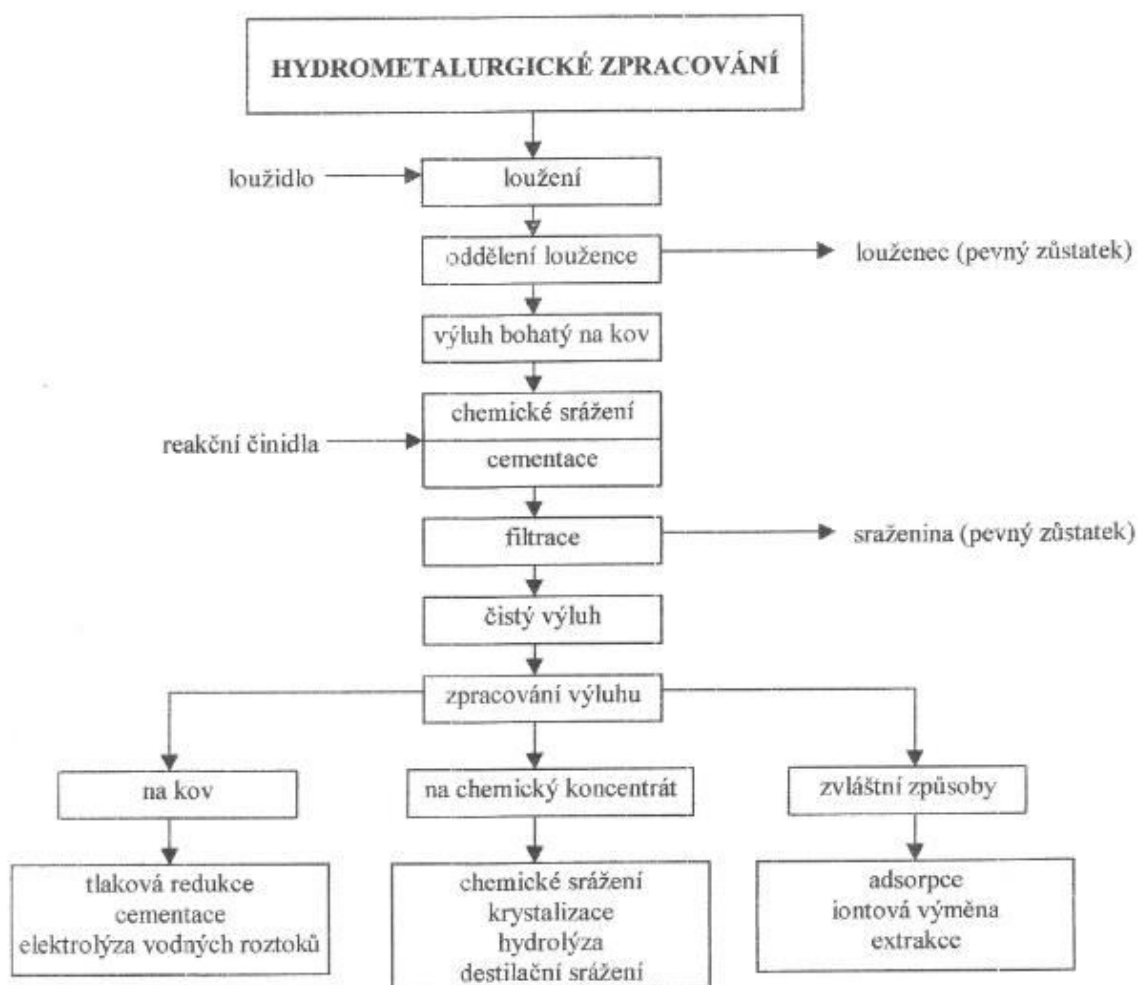 HYDROMETALURGICKÉ ZPRACOVÁNÍ
loužidlo
loužení
oddělení loužence
louženec (pevný zůstatek)
výluh bohatý na kov
chemické srážení
reakční činidla
cementace
filtrace
sraženina (pevný zůstatek)
čistý výluh
zpracování výluhu
na kov
na chemický koncentrát
zvláštní způsoby
tlaková redukce
cementace
elektrolýza vodných roztoků
chemické srážení
krystalizace
hydrolýza
destilační srážení
adsorpce
iontová výměna
extrakce